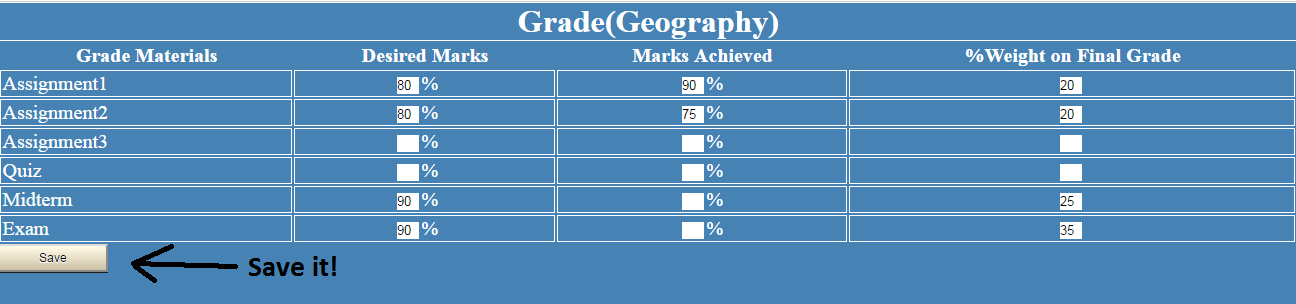 Grade(Geography)
Grade Materials Desired Marks Marks Achieved %Weight on Final Grade
Assignment1 80 % 90 % 20
Assignment2 80 % 75 % 20
Assignment3 % %
Quiz % %
Midterm 90 % % 25
Exam 90 % % 35
Save Save it!